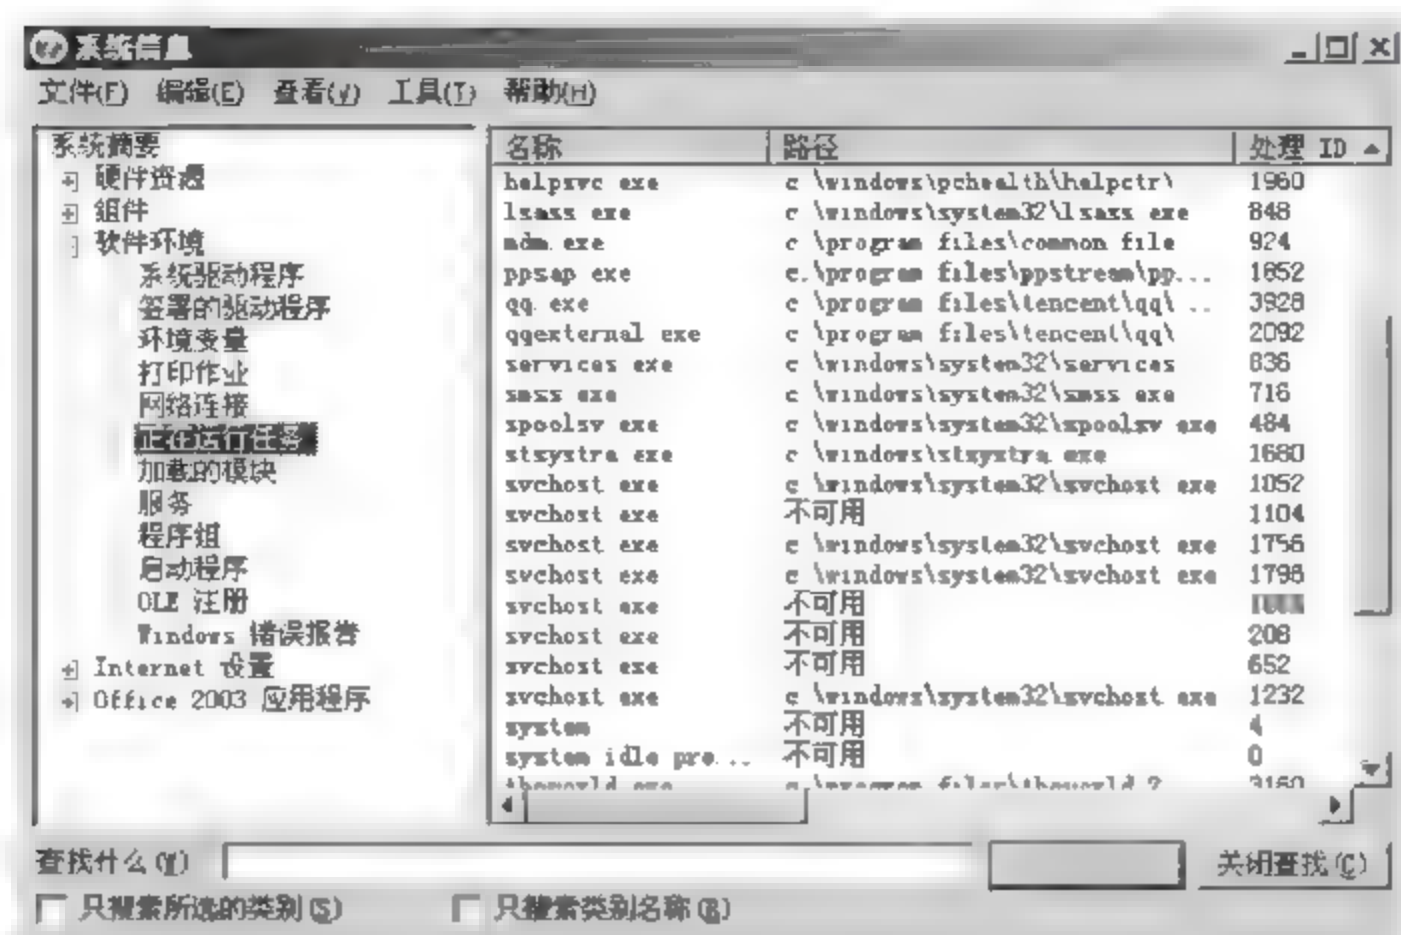 系统信息
文件(F) 编辑(E) 查看(V) 工具(T) 帮助(H)
系统摘要
硬件资源
组件
软件环境
系统驱动程序
签署的驱动程序
环境变量
打印作业
网络连接
正在运行任务
加载的模块
服务
程序组
启动程序
OLE 注册
Windows 错误报告
Internet 设置
Office 2003 应用程序
名称 路径 处理 ID
helpsvc exe c \windows\pchealth\helpctr\ 1960
lsass exe c \windows\system32\lsass exe 848
mdm.exe c \program files\common file 924
ppsap exe c.\program files\ppstream\pp... 1852
qq.exe c \program files\tencent\qq\ .. 3928
qqexternal exe c \program files\tencent\qq\ 2092
services exe c \windows\system32\services 836
smss exe c \windows\system32\smss exe 716
spoolsv exe c \windows\system32\spoolsv exe 484
stsystra exe c \windows\stsystra exe 1680
svchost exe c \windows\system32\svchost exe 1052
svchost exe 不可用 1104
svchost exe c \windows\system32\svchost exe 1756
svchost exe c \windows\system32\svchost exe 1798
svchost exe 不可用
svchost exe 不可用 208
svchost exe 不可用 652
svchost exe c \windows\system32\svchost exe 1232
system 不可用 4
system idle pro... 不可用 0
theworld exe c \program files\theworld 2 3160
查找什么(W) 关闭查找(C)
只搜索所选的类别(S) 只搜索类别名称(R)